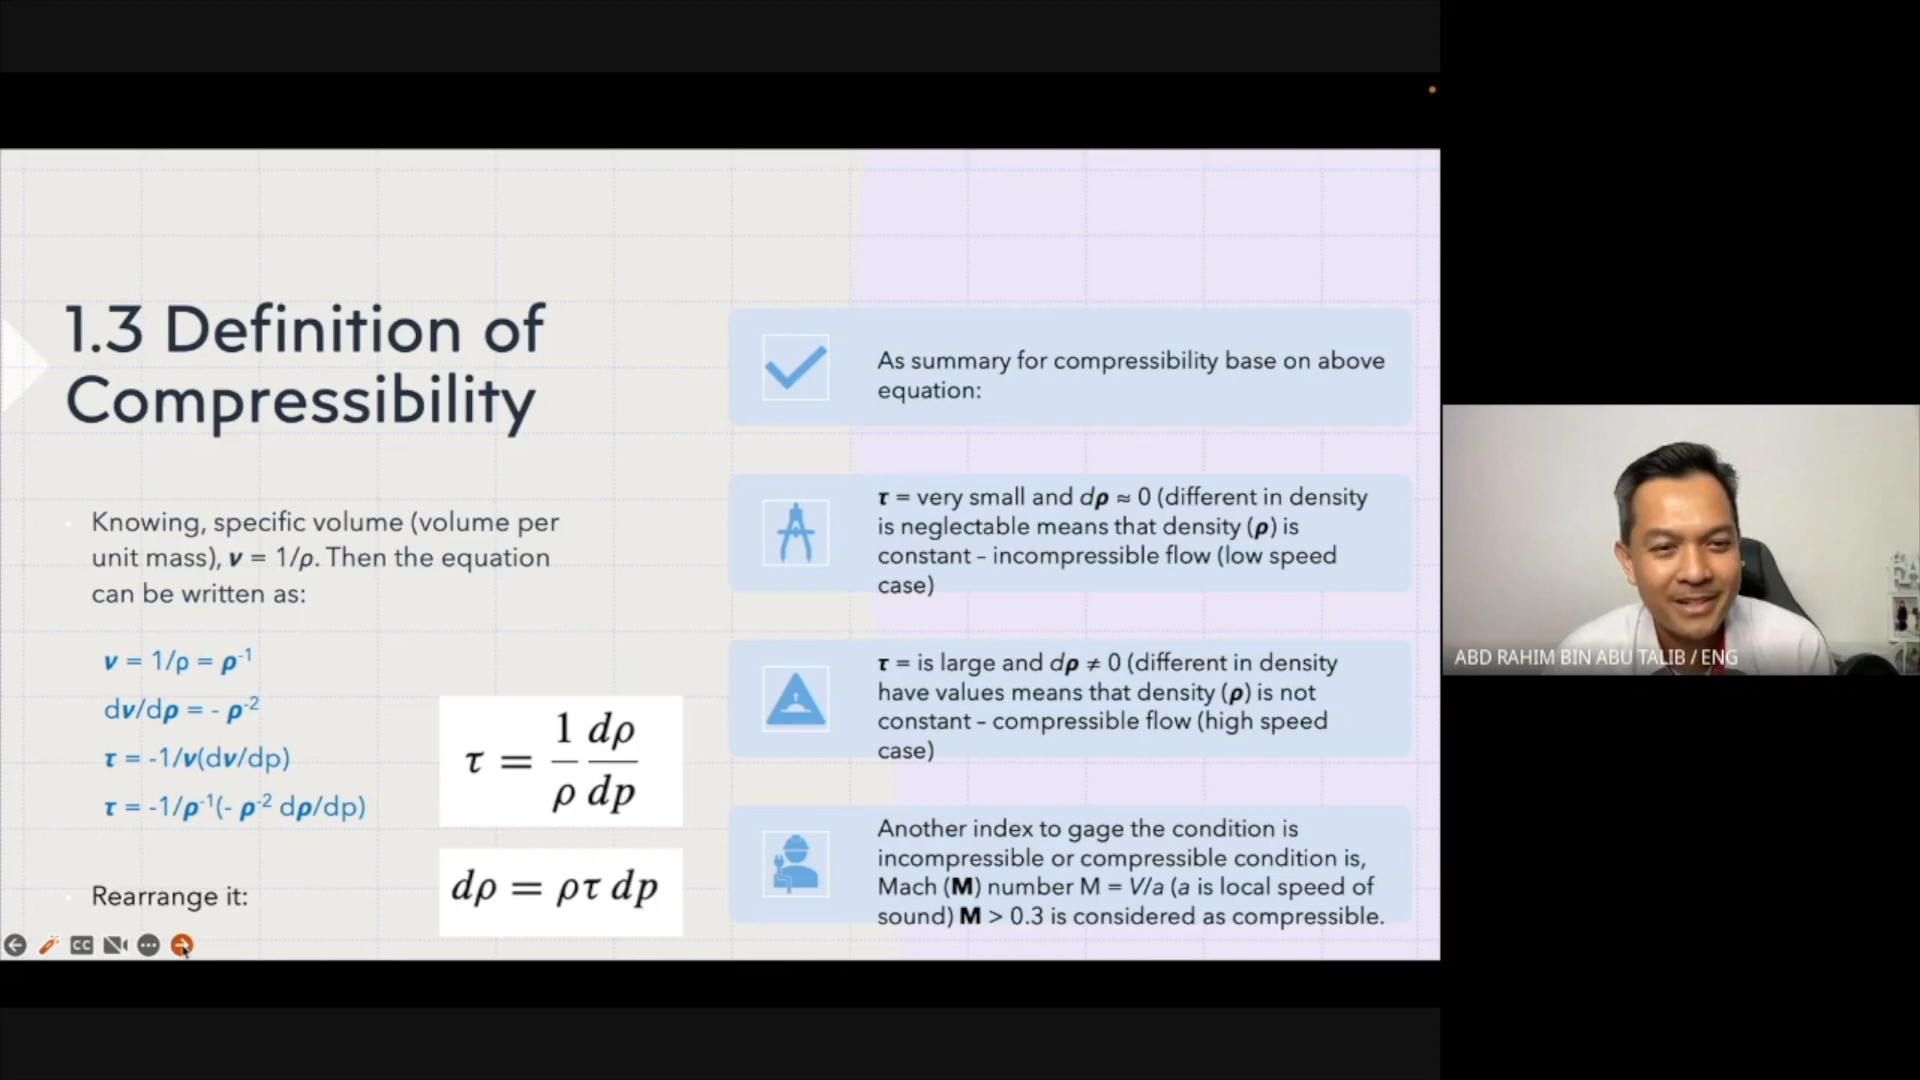 1.3 Definition of
Compressibility
Knowing, specific volume (volume per
unit mass), v = 1/ρ. Then the equation
can be written as:
v = 1/ρ = ρ⁻¹
dv/dρ = - ρ⁻²
τ = -1/v(dv/dp)
τ = -1/ρ⁻¹(- ρ⁻² dρ/dp)
τ = 1/ρ dρ/dp
Rearrange it:
dρ = ρτ dp
As summary for compressibility base on above
equation:
τ = very small and dρ ≈ 0 (different in density
is neglectable means that density (ρ) is
constant – incompressible flow (low speed
case)
τ = is large and dρ ≠ 0 (different in density
have values means that density (ρ) is not
constant – compressible flow (high speed
case)
Another index to gage the condition is
incompressible or compressible condition is,
Mach (M) number M = V/a (a is local speed of
sound) M > 0.3 is considered as compressible.
CC
ABD RAHIM BIN ABU TALIB / ENG